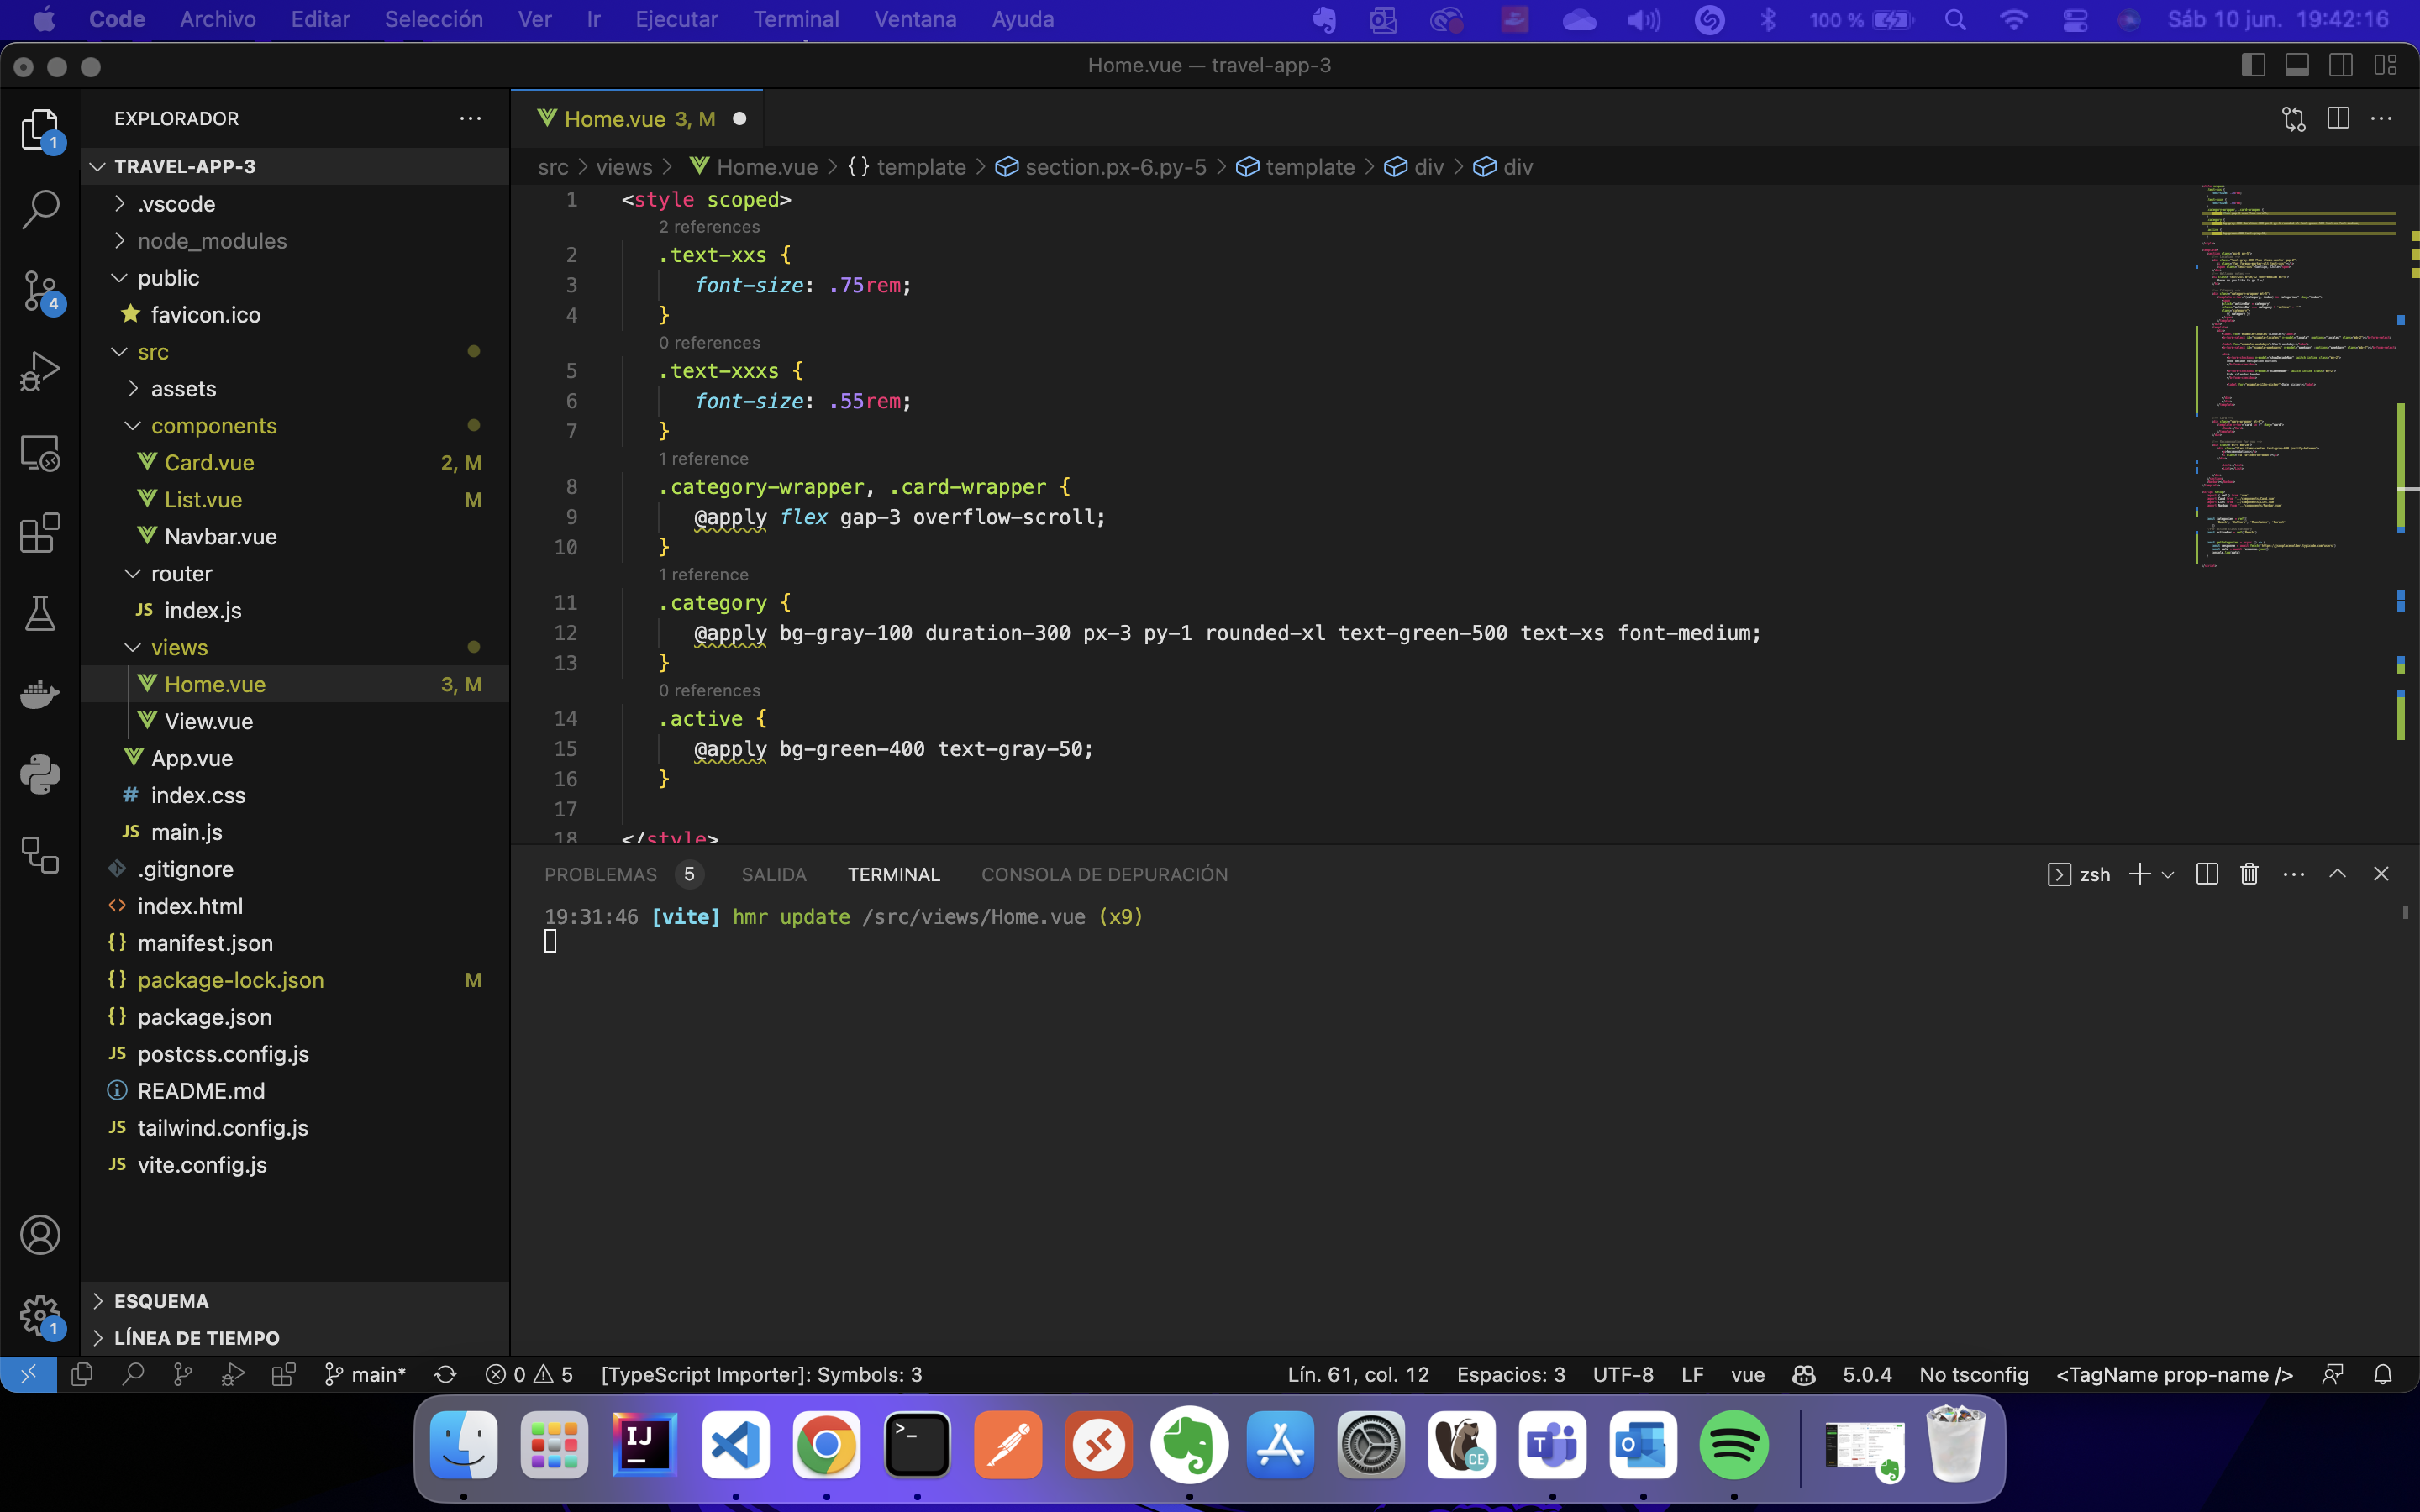 Code Archivo Editar Selección Ver Ir Ejecutar Terminal Ventana Ayuda 100 % Sáb 10 jun. 19:42:16
Home.vue — travel-app-3
EXPLORADOR
TRAVEL-APP-3
.vscode
node_modules
public
favicon.ico
src
assets
components
Card.vue 2, M
List.vue M
Navbar.vue
router
JS index.js
views
Home.vue 3, M
View.vue
App.vue
# index.css
JS main.js
.gitignore
<> index.html
{} manifest.json
{} package-lock.json M
{} package.json
JS postcss.config.js
README.md
JS tailwind.config.js
JS vite.config.js
ESQUEMA
LÍNEA DE TIEMPO
1
4
1
Home.vue 3, M
src > views > Home.vue > {} template > section.px-6.py-5 > template > div > div
1 <style scoped>
2 references
2 .text-xxs {
3 font-size: .75rem;
4 }
0 references
5 .text-xxxs {
6 font-size: .55rem;
7 }
1 reference
8 .category-wrapper, .card-wrapper {
9 @apply flex gap-3 overflow-scroll;
10 }
1 reference
11 .category {
12 @apply bg-gray-100 duration-300 px-3 py-1 rounded-xl text-green-500 text-xs font-medium;
13 }
0 references
14 .active {
15 @apply bg-green-400 text-gray-50;
16 }
17
18 </style>
PROBLEMAS 5 SALIDA TERMINAL CONSOLA DE DEPURACIÓN zsh
19:31:46 [vite] hmr update /src/views/Home.vue (x9)
main* 0 5 [TypeScript Importer]: Symbols: 3 Lín. 61, col. 12 Espacios: 3 UTF-8 LF vue 5.0.4 No tsconfig <TagName prop-name />
IJ >_ CE T O